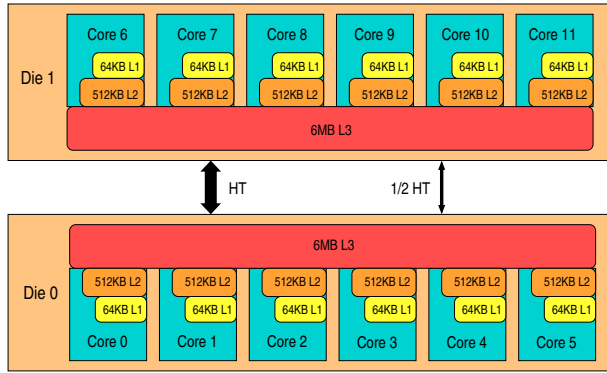 Core 6 Core 7 Core 8 Core 9 Core 10 Core 11
64KB L1 64KB L1 64KB L1 64KB L1 64KB L1 64KB L1
Die 1
512KB L2 512KB L2 512KB L2 512KB L2 512KB L2 512KB L2
6MB L3
HT 1/2 HT
6MB L3
512KB L2 512KB L2 512KB L2 512KB L2 512KB L2 512KB L2
Die 0
64KB L1 64KB L1 64KB L1 64KB L1 64KB L1 64KB L1
Core 0 Core 1 Core 2 Core 3 Core 4 Core 5